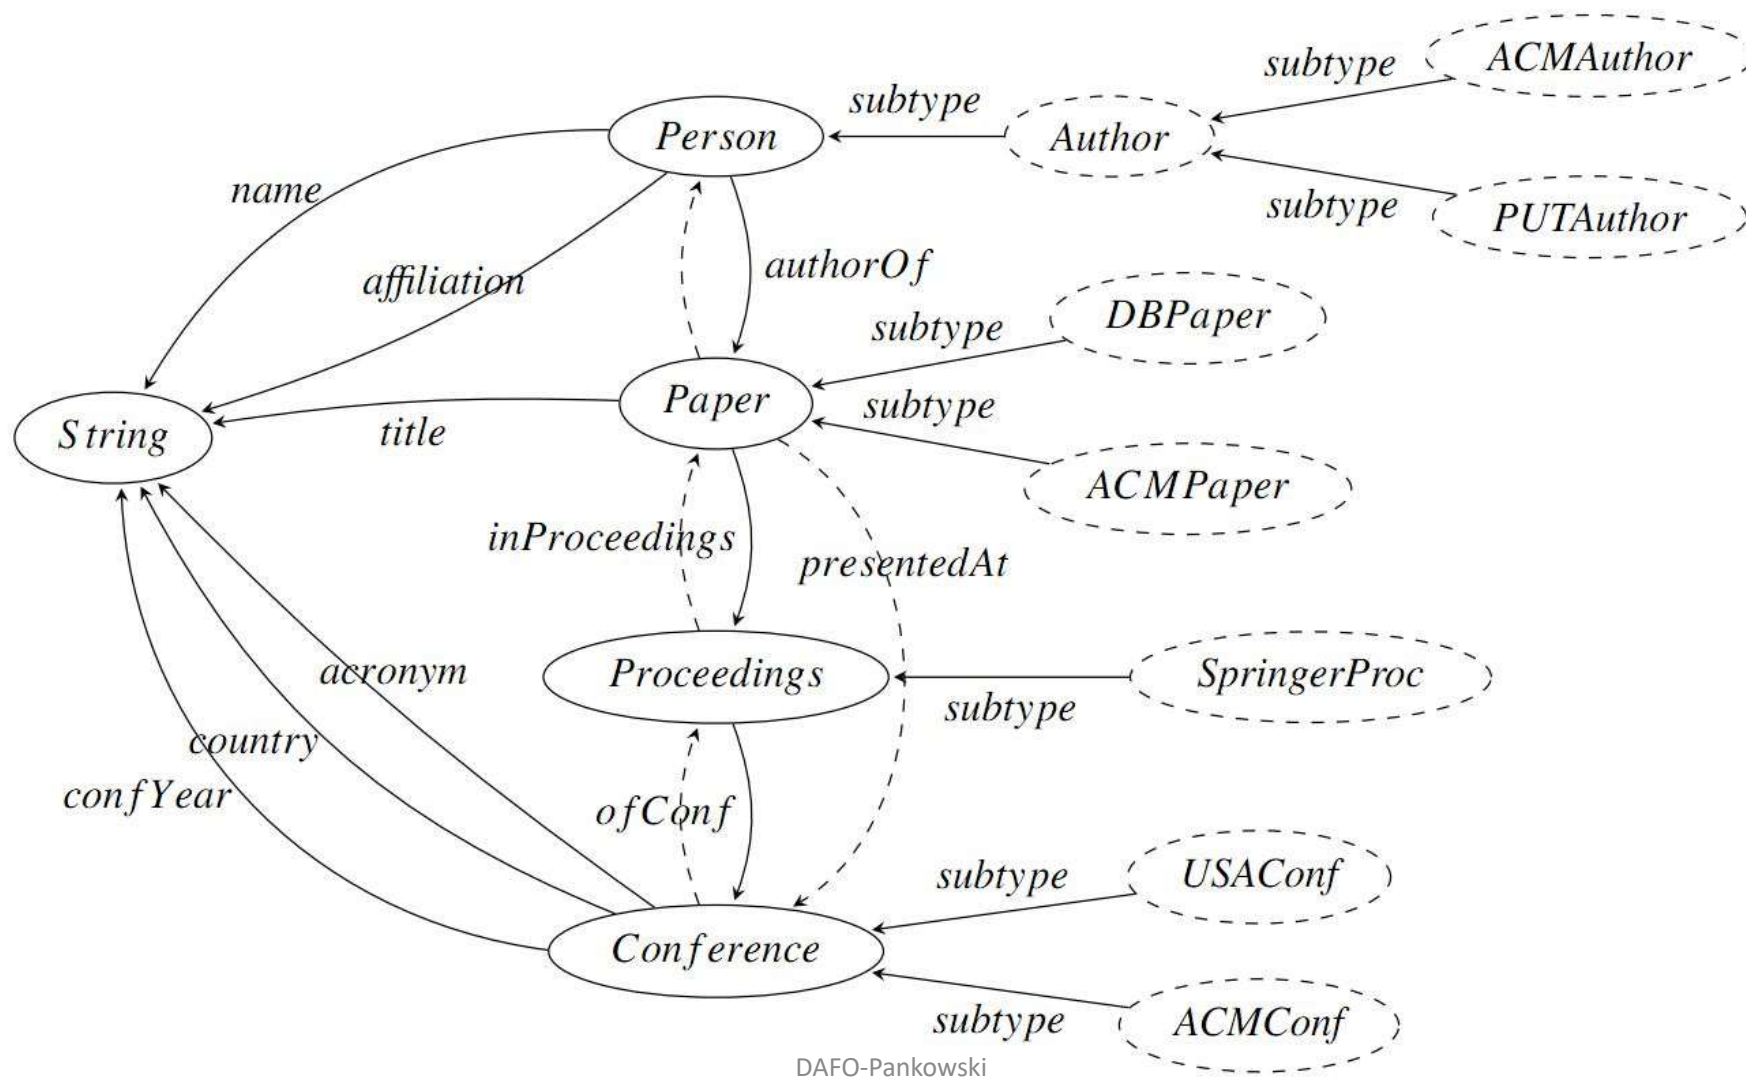 ACMAuthor
subtype
subtype
Person
Author
name
subtype
PUTAuthor
authorOf
affiliation
DBPaper
subtype
Paper
subtype
String
title
ACMPaper
inProceedings
presentedAt
acronym
Proceedings
SpringerProc
subtype
country
confYear
ofConf
subtype
USAConf
Conference
subtype
ACMConf
DAFO-Pankowski